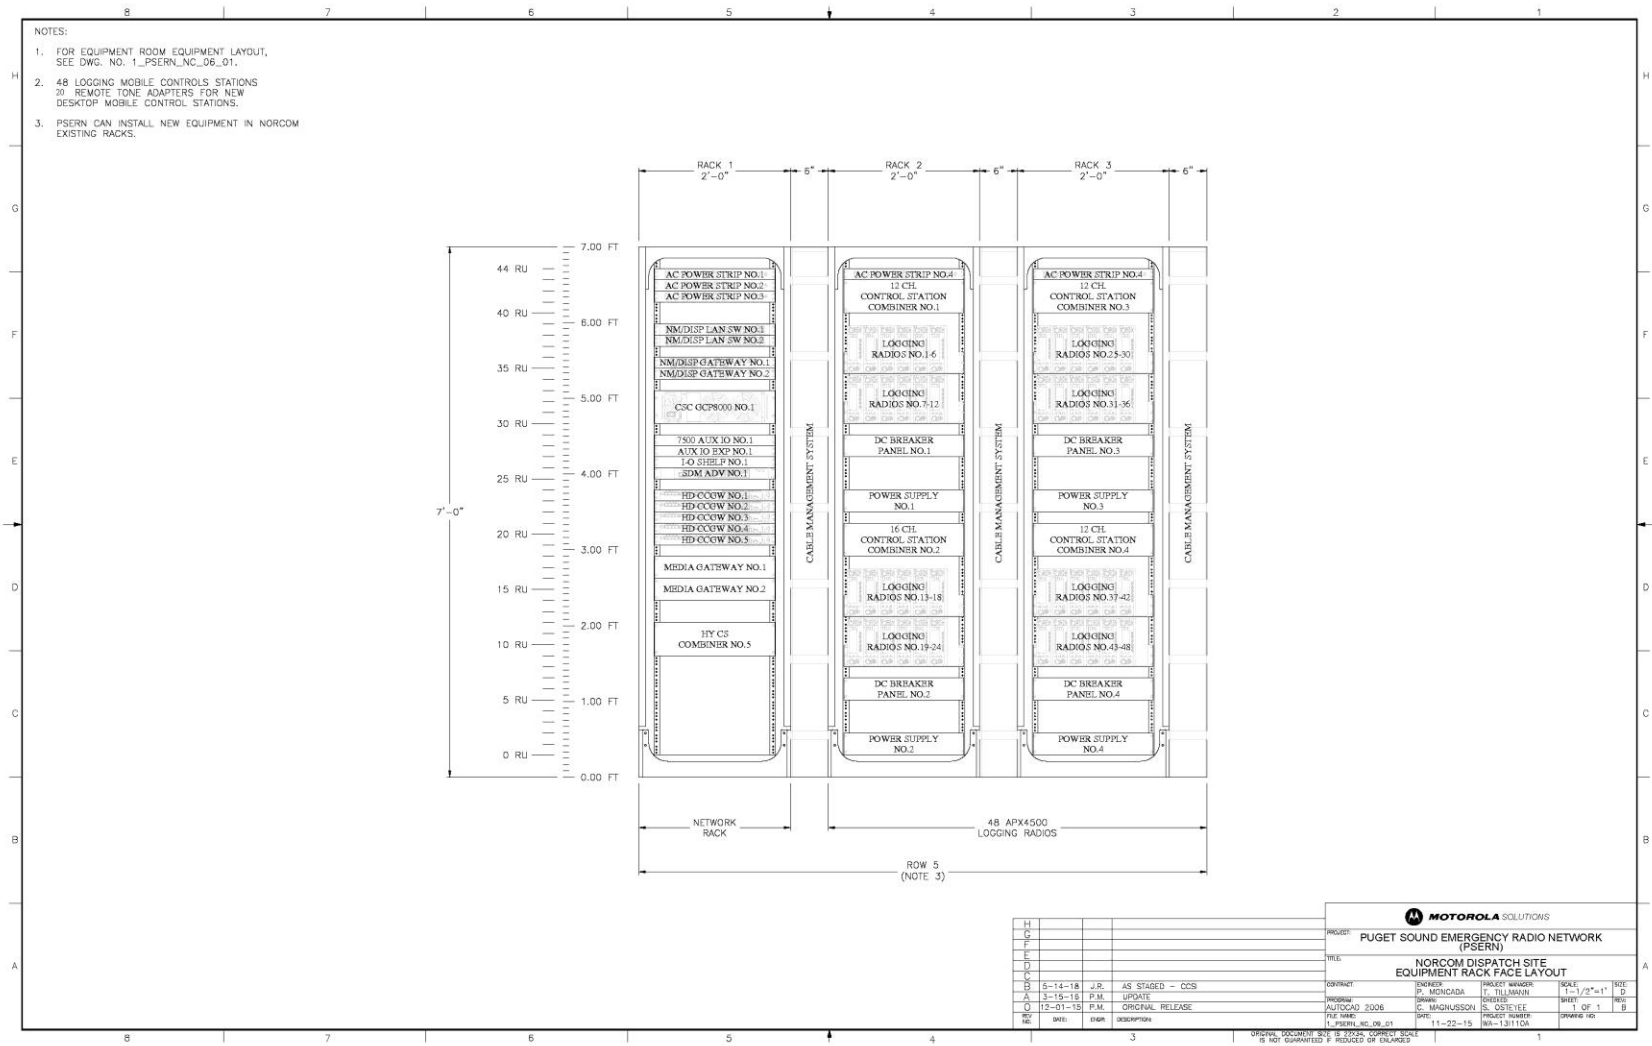 8 7 6 5 4 3 2 1
NOTES:
1. FOR EQUIPMENT ROOM EQUIPMENT LAYOUT,
SEE DWG. NO. 1_PSERN_NC_06_01.
2. 48 LOGGING MOBILE CONTROLS STATIONS
20 REMOTE TONE ADAPTERS FOR NEW
DESKTOP MOBILE CONTROL STATIONS.
3. PSERN CAN INSTALL NEW EQUIPMENT IN NORCOM
EXISTING RACKS.
H
G
F
E
D
C
B
A
RACK 1
2'-0"
6"
RACK 2
2'-0"
6"
RACK 3
2'-0"
6"
7'-0"
44 RU
40 RU
35 RU
30 RU
25 RU
20 RU
15 RU
10 RU
5 RU
0 RU
7.00 FT
6.00 FT
5.00 FT
4.00 FT
3.00 FT
2.00 FT
1.00 FT
0.00 FT
AC POWER STRIP NO.1
AC POWER STRIP NO.2
AC POWER STRIP NO.3
NM/DISP LAN SW NO.1
NM/DISP LAN SW NO.2
NM/DISP GATEWAY NO.1
NM/DISP GATEWAY NO.2
CSC GCP8000 NO.1
7500 AUX IO NO.1
AUX IO EXP NO.1
I-O SHELF NO.1
SDM ADV NO.1
HD CCGW NO.1
HD CCGW NO.2
HD CCGW NO.3
HD CCGW NO.4
HD CCGW NO.5
MEDIA GATEWAY NO.1
MEDIA GATEWAY NO.2
HY CS
COMBINER NO.5
CABLE MANAGEMENT SYSTEM
AC POWER STRIP NO.4
12 CH.
CONTROL STATION
COMBINER NO.1
LOGGING
RADIOS NO.1-6
LOGGING
RADIOS NO.7-12
DC BREAKER
PANEL NO.1
POWER SUPPLY
NO.1
16 CH.
CONTROL STATION
COMBINER NO.2
LOGGING
RADIOS NO.13-18
LOGGING
RADIOS NO.19-24
DC BREAKER
PANEL NO.2
POWER SUPPLY
NO.2
CABLE MANAGEMENT SYSTEM
AC POWER STRIP NO.4
12 CH.
CONTROL STATION
COMBINER NO.3
LOGGING
RADIOS NO.25-30
LOGGING
RADIOS NO.31-36
DC BREAKER
PANEL NO.3
POWER SUPPLY
NO.3
12 CH.
CONTROL STATION
COMBINER NO.4
LOGGING
RADIOS NO.37-42
LOGGING
RADIOS NO.43-48
DC BREAKER
PANEL NO.4
POWER SUPPLY
NO.4
CABLE MANAGEMENT SYSTEM
NETWORK
RACK
48 APX4500
LOGGING RADIOS
ROW 5
(NOTE 3)
H
G
F
E
D
C
B
A
H
G
F
E
D
C
B 5-14-18 J.R. AS STAGED - CCSI
A 3-15-16 P.M. UPDATE
0 12-01-15 P.M. ORIGINAL RELEASE
REV NO. DATE: ENGR: DESCRIPTION:
MOTOROLA SOLUTIONS
PROJECT:
PUGET SOUND EMERGENCY RADIO NETWORK
(PSERN)
TITLE:
NORCOM DISPATCH SITE
EQUIPMENT RACK FACE LAYOUT
CONTRACT: ENGINEER: PROJECT MANAGER: SCALE: SIZE:
P. MONCADA T. TILLMANN 1-1/2"=1' D
PROGRAM: DRAWN: CHECKED: SHEET: REV:
AUTOCAD 2006 C. MAGNUSSON S. OSTEYEE 1 OF 1 B
FILE NAME: DATE: PROJECT NUMBER: DRAWING NO:
1_PSERN_NC_09_01 11-22-15 WA-13I110A
ORIGINAL DOCUMENT SIZE IS 22X34, CORRECT SCALE
IS NOT GUARANTEED IF REDUCED OR ENLARGED
8 7 6 5 4 3 2 1